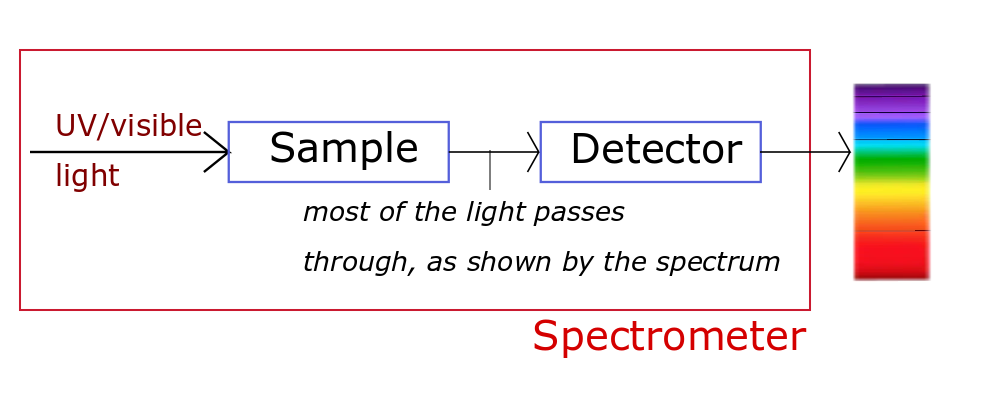 UV/visible
light
Sample
Detector
most of the light passes
through, as shown by the spectrum
Spectrometer